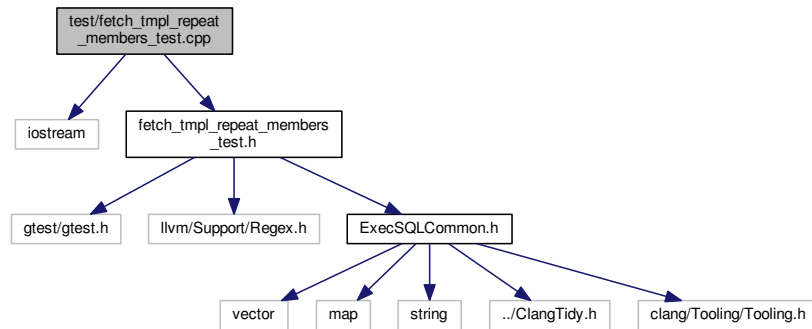 test/fetch_tmpl_repeat
_members_test.cpp
iostream
fetch_tmpl_repeat_members
_test.h
gtest/gtest.h
llvm/Support/Regex.h
ExecSQLCommon.h
vector
map
string
../ClangTidy.h
clang/Tooling/Tooling.h